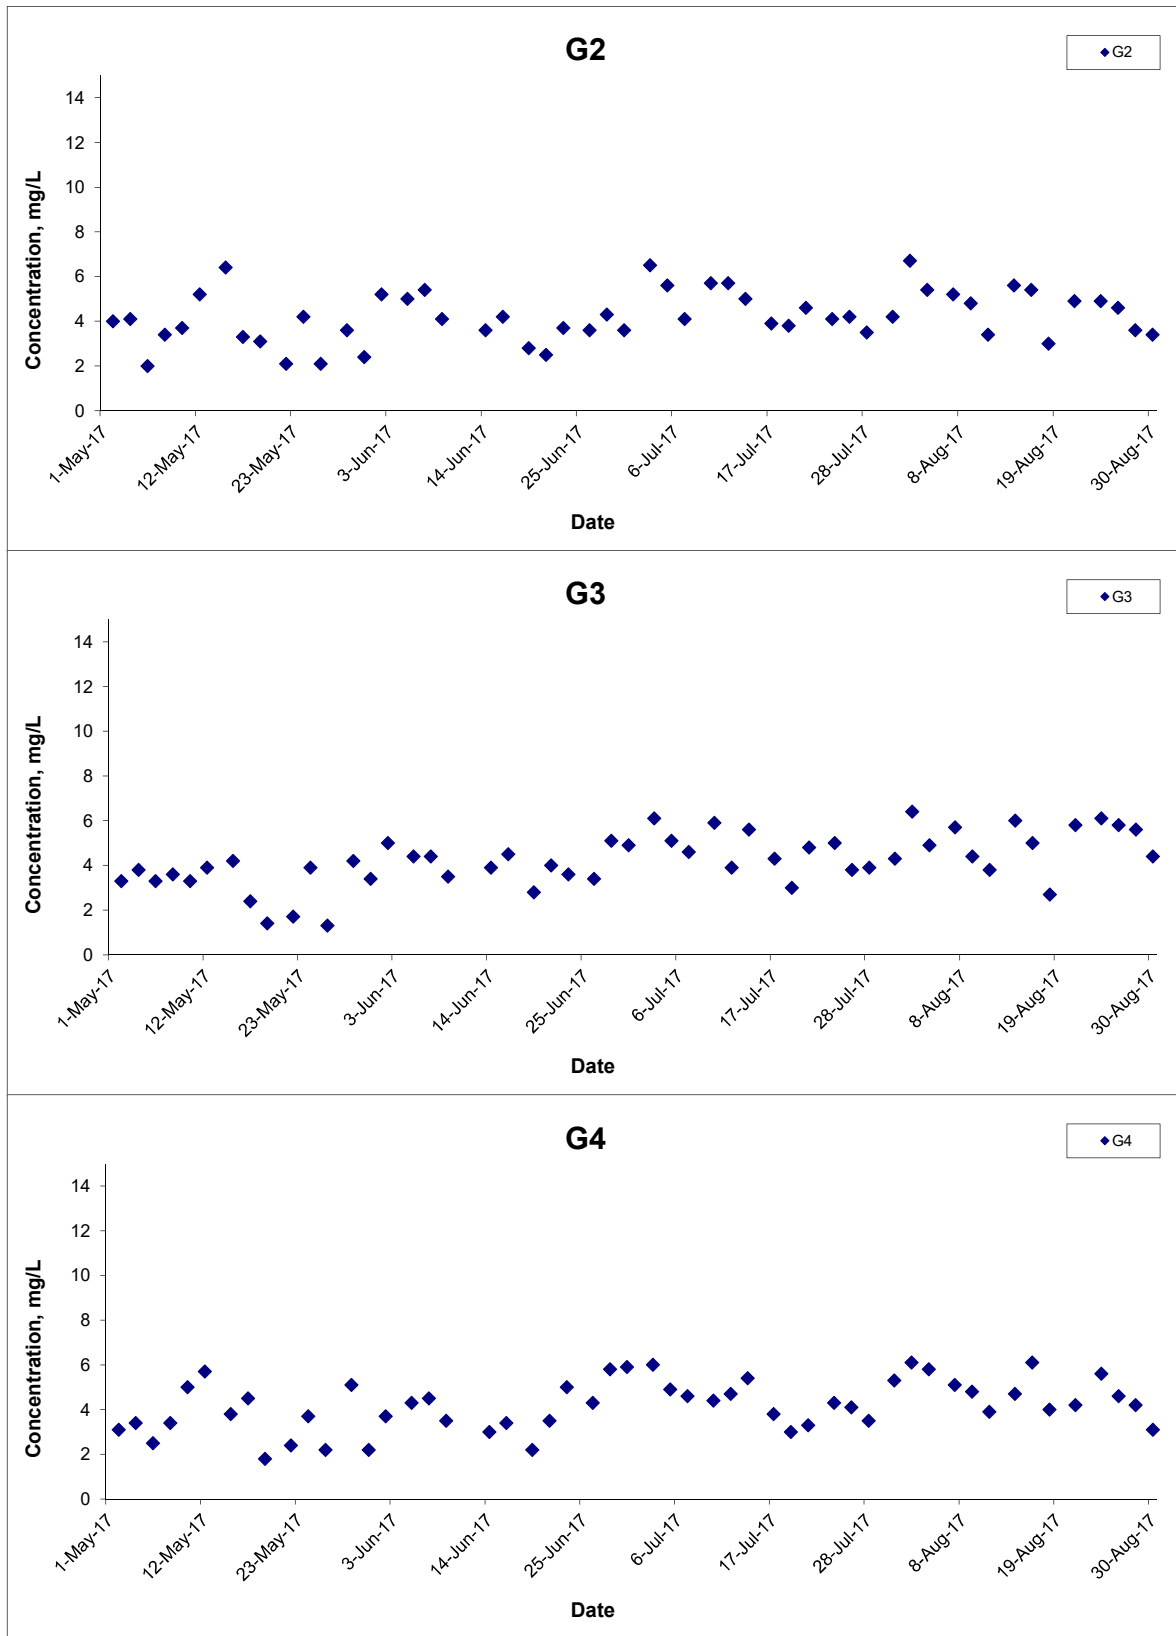 G2
G2
14
12
10
8
6
4
2
0
Concentration, mg/L
1-May-17
12-May-17
23-May-17
3-Jun-17
14-Jun-17
25-Jun-17
6-Jul-17
17-Jul-17
28-Jul-17
8-Aug-17
19-Aug-17
30-Aug-17
Date
G3
G3
14
12
10
8
6
4
2
0
Concentration, mg/L
1-May-17
12-May-17
23-May-17
3-Jun-17
14-Jun-17
25-Jun-17
6-Jul-17
17-Jul-17
28-Jul-17
8-Aug-17
19-Aug-17
30-Aug-17
Date
G4
G4
14
12
10
8
6
4
2
0
Concentration, mg/L
1-May-17
12-May-17
23-May-17
3-Jun-17
14-Jun-17
25-Jun-17
6-Jul-17
17-Jul-17
28-Jul-17
8-Aug-17
19-Aug-17
30-Aug-17
Date